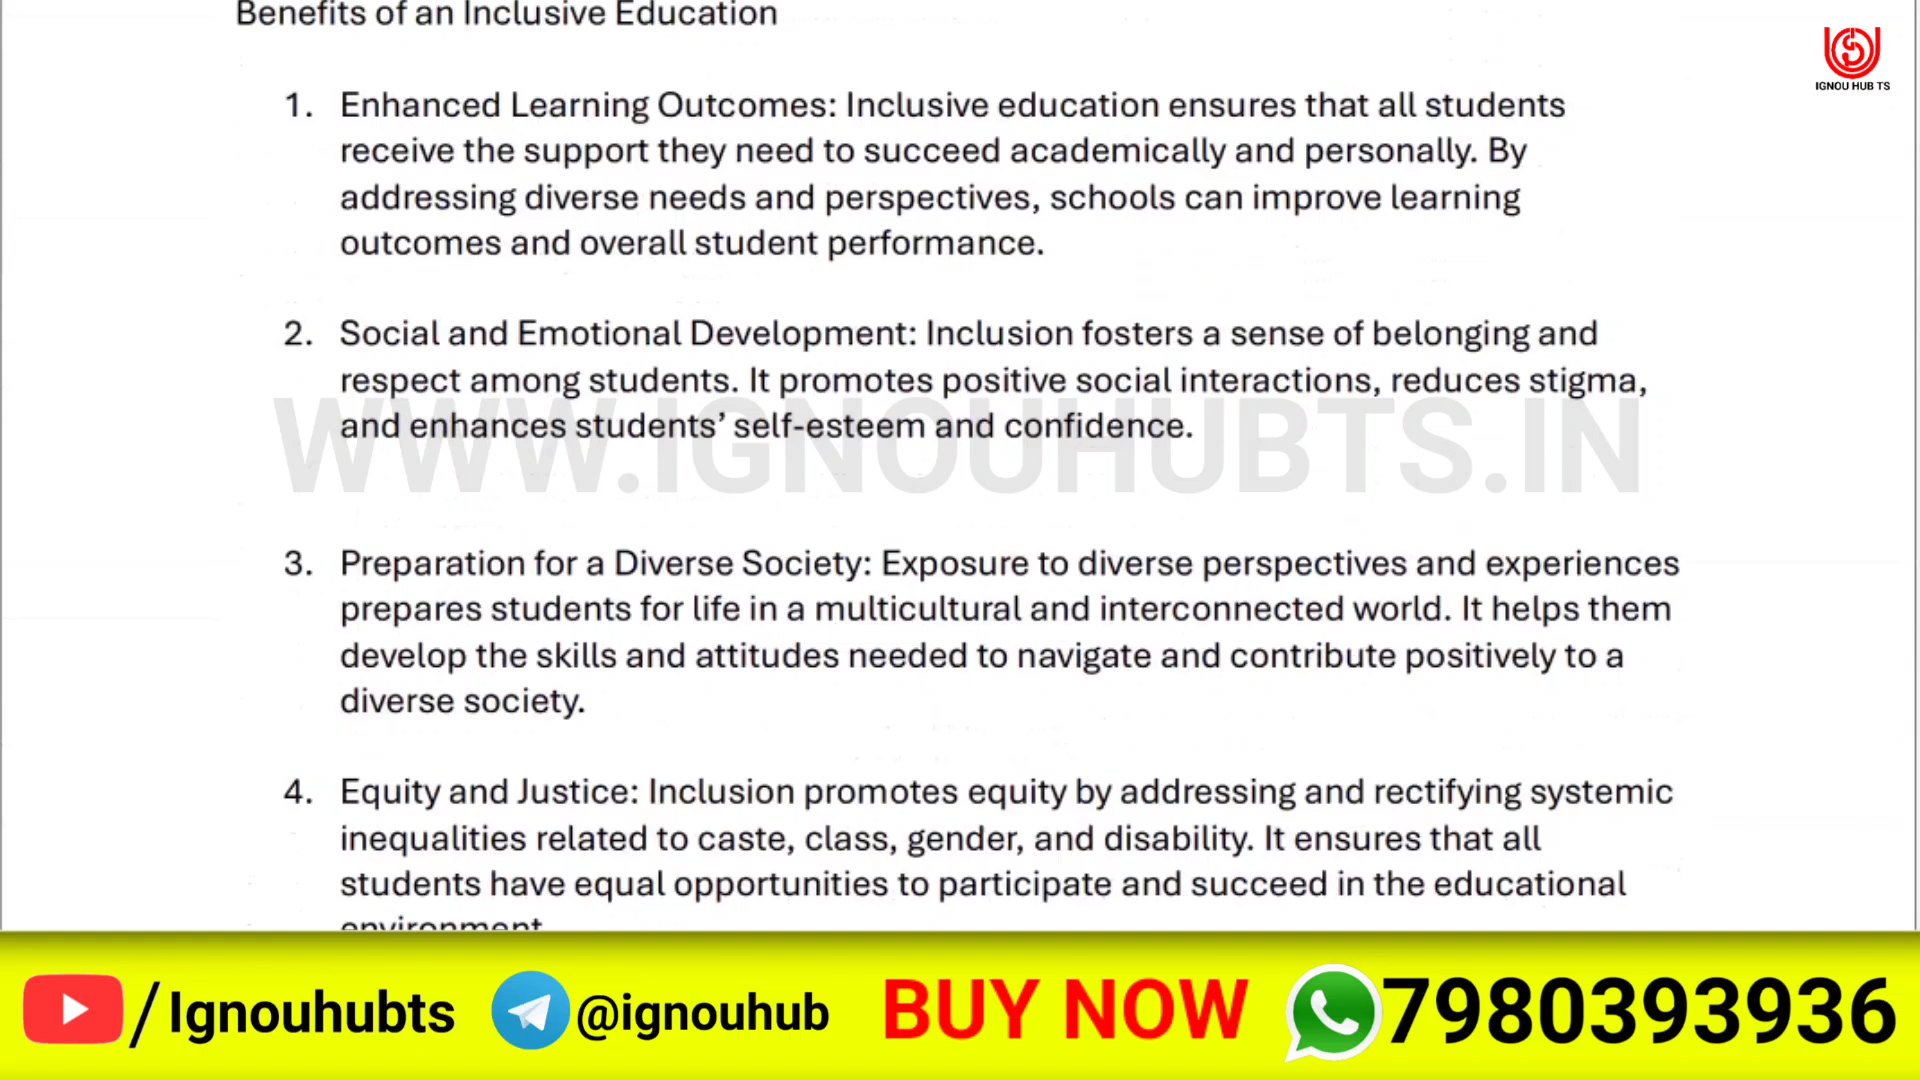 Benefits of an Inclusive Education
IGNOU HUB TS
1. Enhanced Learning Outcomes: Inclusive education ensures that all students
receive the support they need to succeed academically and personally. By
addressing diverse needs and perspectives, schools can improve learning
outcomes and overall student performance.
2. Social and Emotional Development: Inclusion fosters a sense of belonging and
respect among students. It promotes positive social interactions, reduces stigma,
and enhances students’ self-esteem and confidence.
WWW.IGNOUHUBTS.IN
3. Preparation for a Diverse Society: Exposure to diverse perspectives and experiences
prepares students for life in a multicultural and interconnected world. It helps them
develop the skills and attitudes needed to navigate and contribute positively to a
diverse society.
4. Equity and Justice: Inclusion promotes equity by addressing and rectifying systemic
inequalities related to caste, class, gender, and disability. It ensures that all
students have equal opportunities to participate and succeed in the educational
environment
/Ignouhubts @ignouhub BUY NOW 7980393936